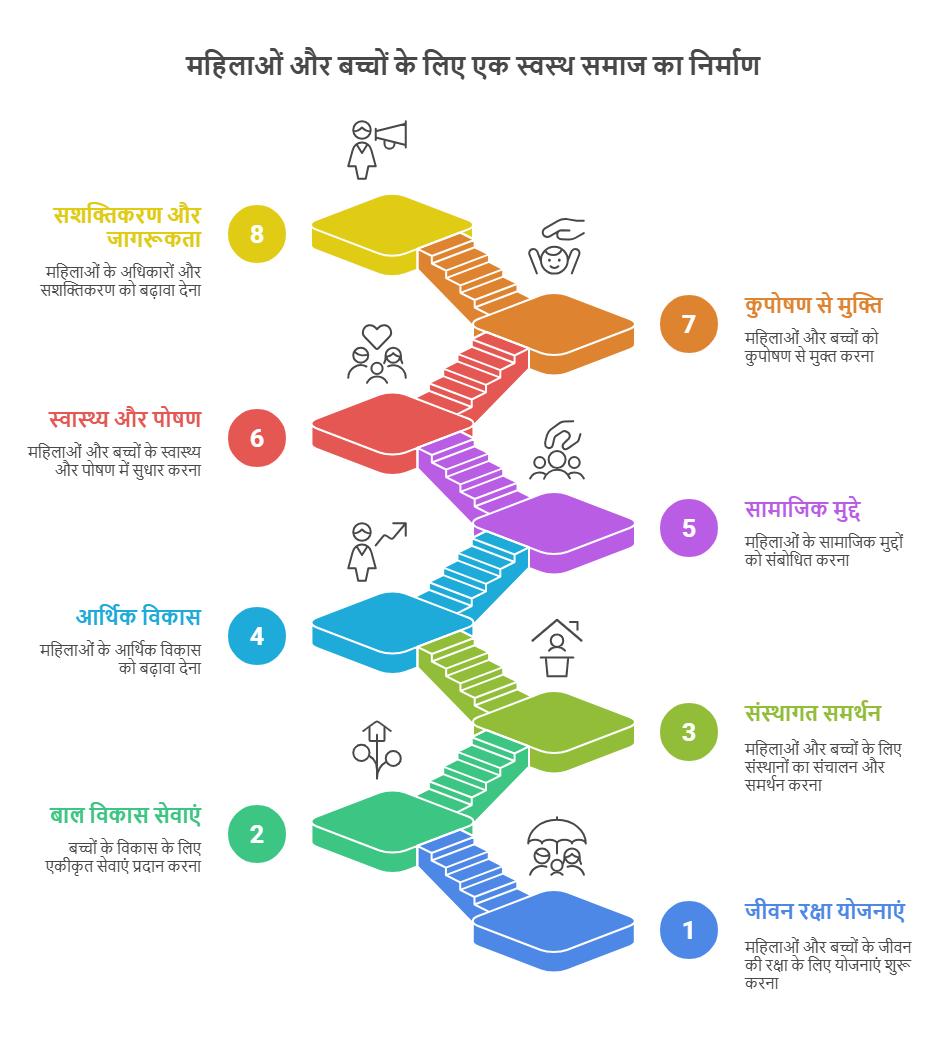 महिलाओं और बच्चों के लिए एक स्वस्थ समाज का निर्माण
सशक्तिकरण और
जागरूकता
8
महिलाओं के अधिकारों और
सशक्तिकरण को बढ़ावा देना
कुपोषण से मुक्ति
7
महिलाओं और बच्चों को
कुपोषण से मुक्त करना
स्वास्थ्य और पोषण
6
महिलाओं और बच्चों के स्वास्थ्य
और पोषण में सुधार करना
सामाजिक मुद्दे
5
महिलाओं के सामाजिक मुद्दों
को संबोधित करना
आर्थिक विकास
4
महिलाओं के आर्थिक विकास
को बढ़ावा देना
संस्थागत समर्थन
3
महिलाओं और बच्चों के लिए
संस्थानों का संचालन और
समर्थन करना
बाल विकास सेवाएं
2
बच्चों के विकास के लिए
एकीकृत सेवाएं प्रदान करना
जीवन रक्षा योजनाएं
1
महिलाओं और बच्चों के जीवन
की रक्षा के लिए योजनाएं शुरू
करना